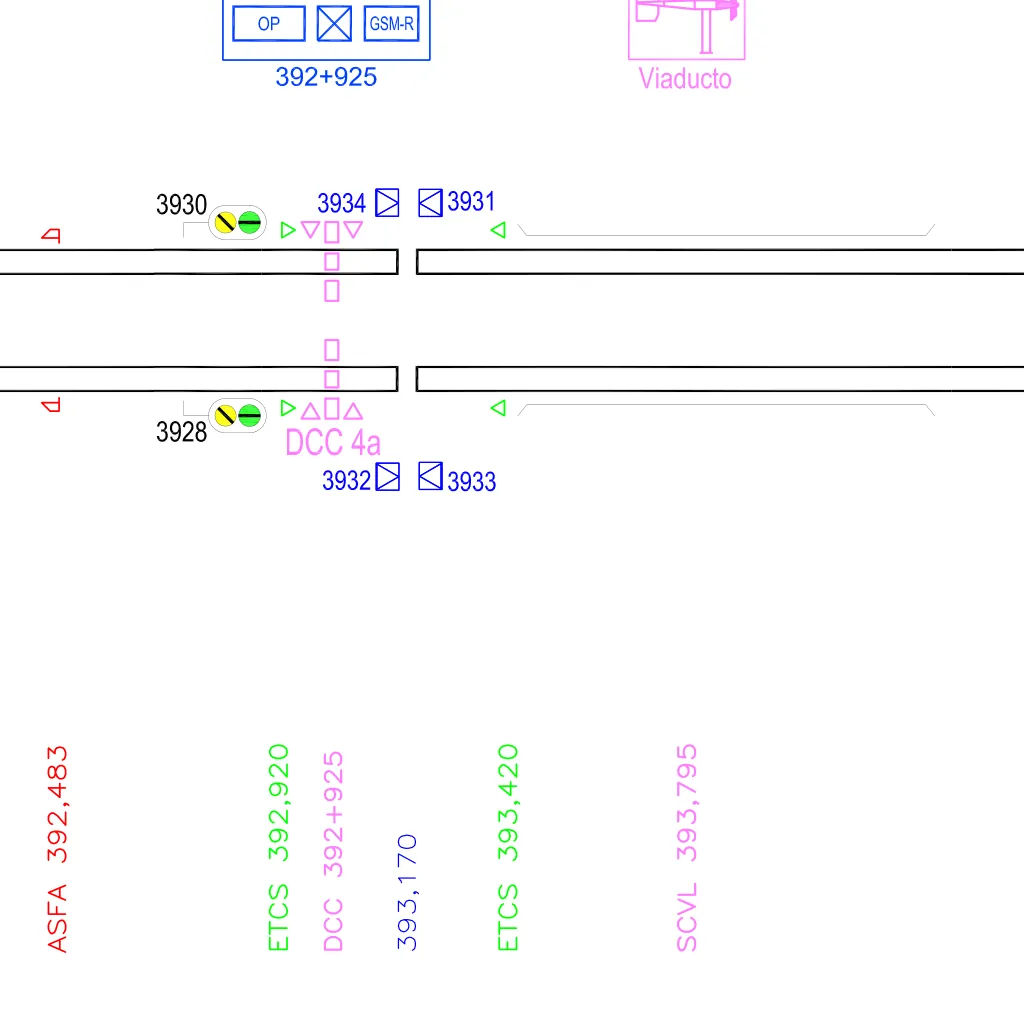 OP
GSM-R
392+925
Viaducto
3930
3934
3931
3928
DCC 4a
3932
3933
ASFA 392,483
ETCS 392,920
DCC 392+925
393,170
ETCS 393,420
SCVL 393,795